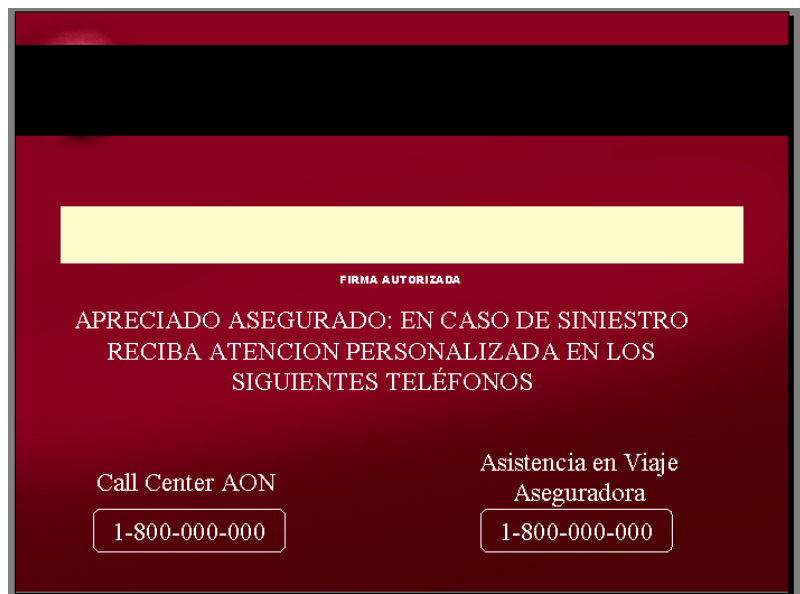 FIRMA AUTORIZADA
APRECIADO ASEGURADO: EN CASO DE SINIESTRO
RECIBA ATENCION PERSONALIZADA EN LOS
SIGUIENTES TELÉFONOS
Call Center AON
1-800-000-000
Asistencia en Viaje
Aseguradora
1-800-000-000